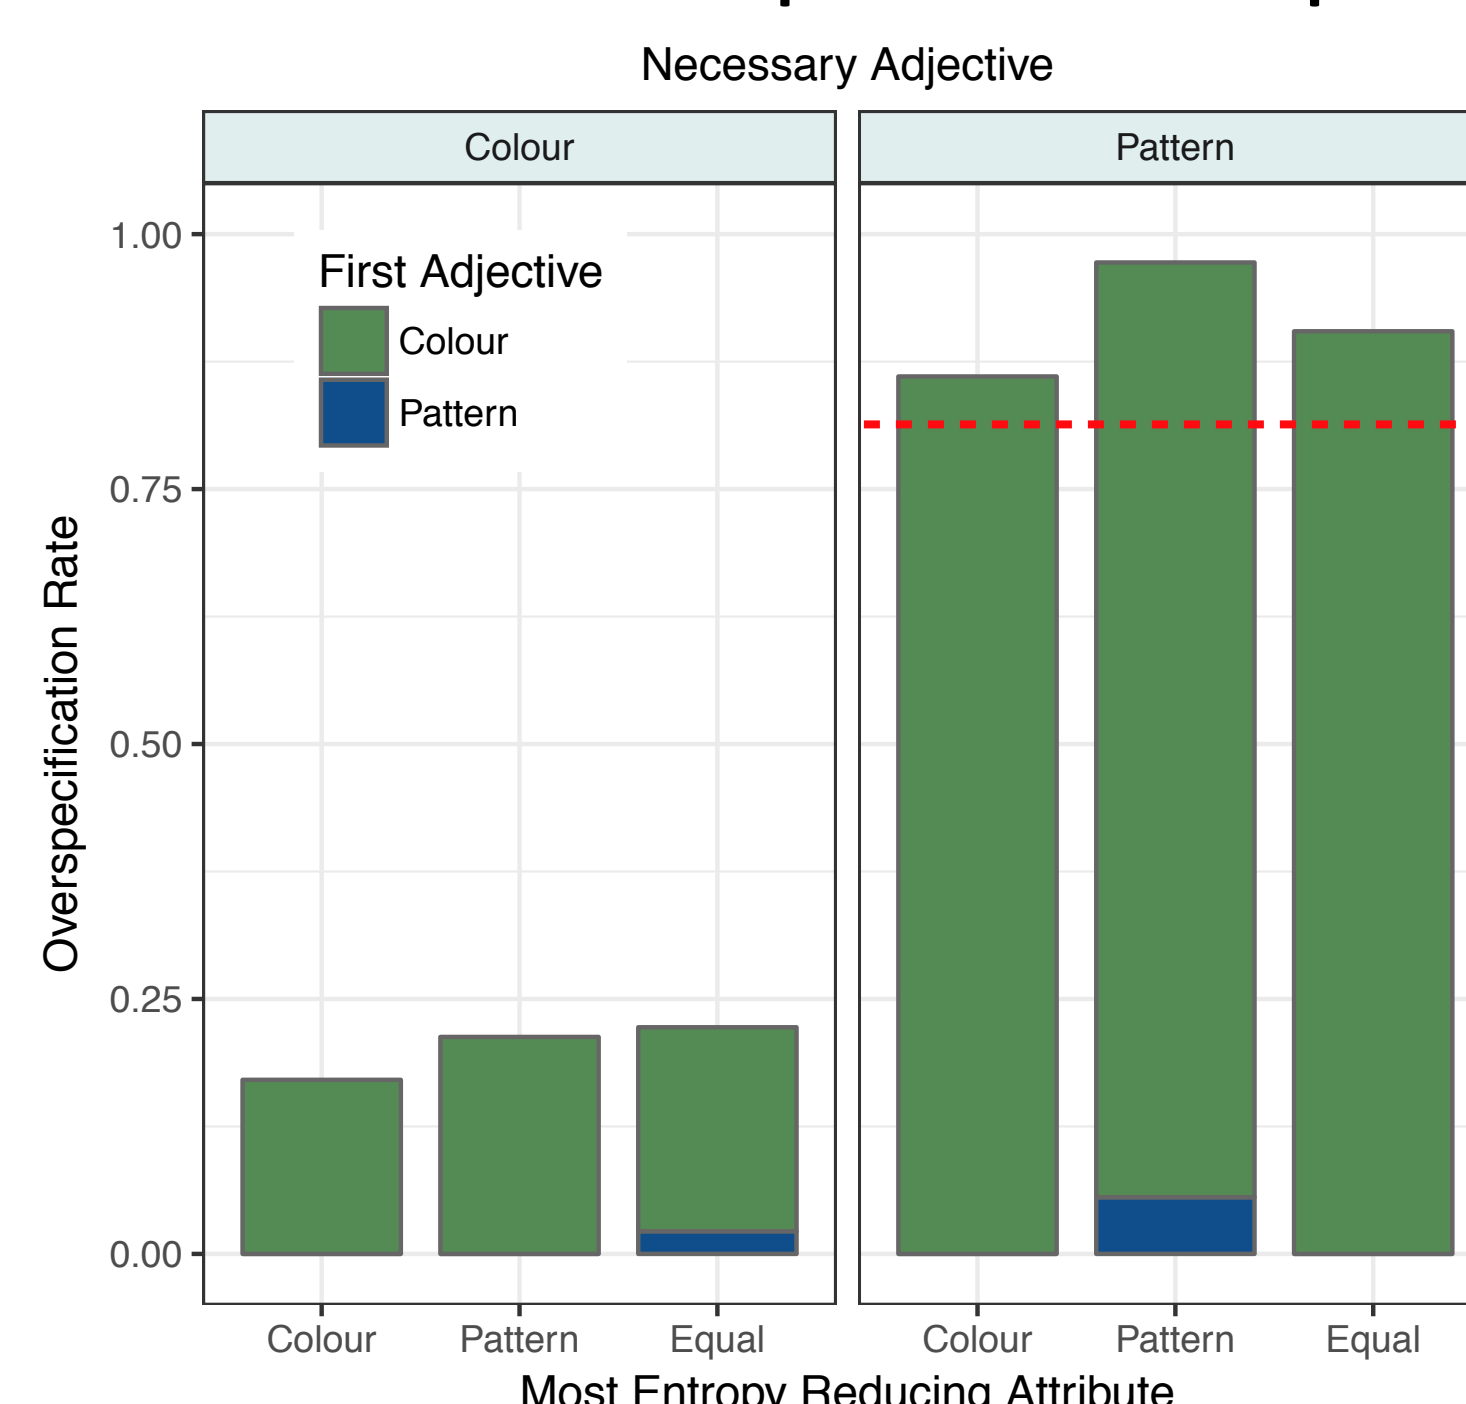 Necessary Adjective
Colour
Pattern
First Adjective
Colour
Pattern
1.00
0.75
0.50
0.25
0.00
Overspecification Rate
Colour Pattern Equal
Colour Pattern Equal
Most Entropy Reducing Attribute